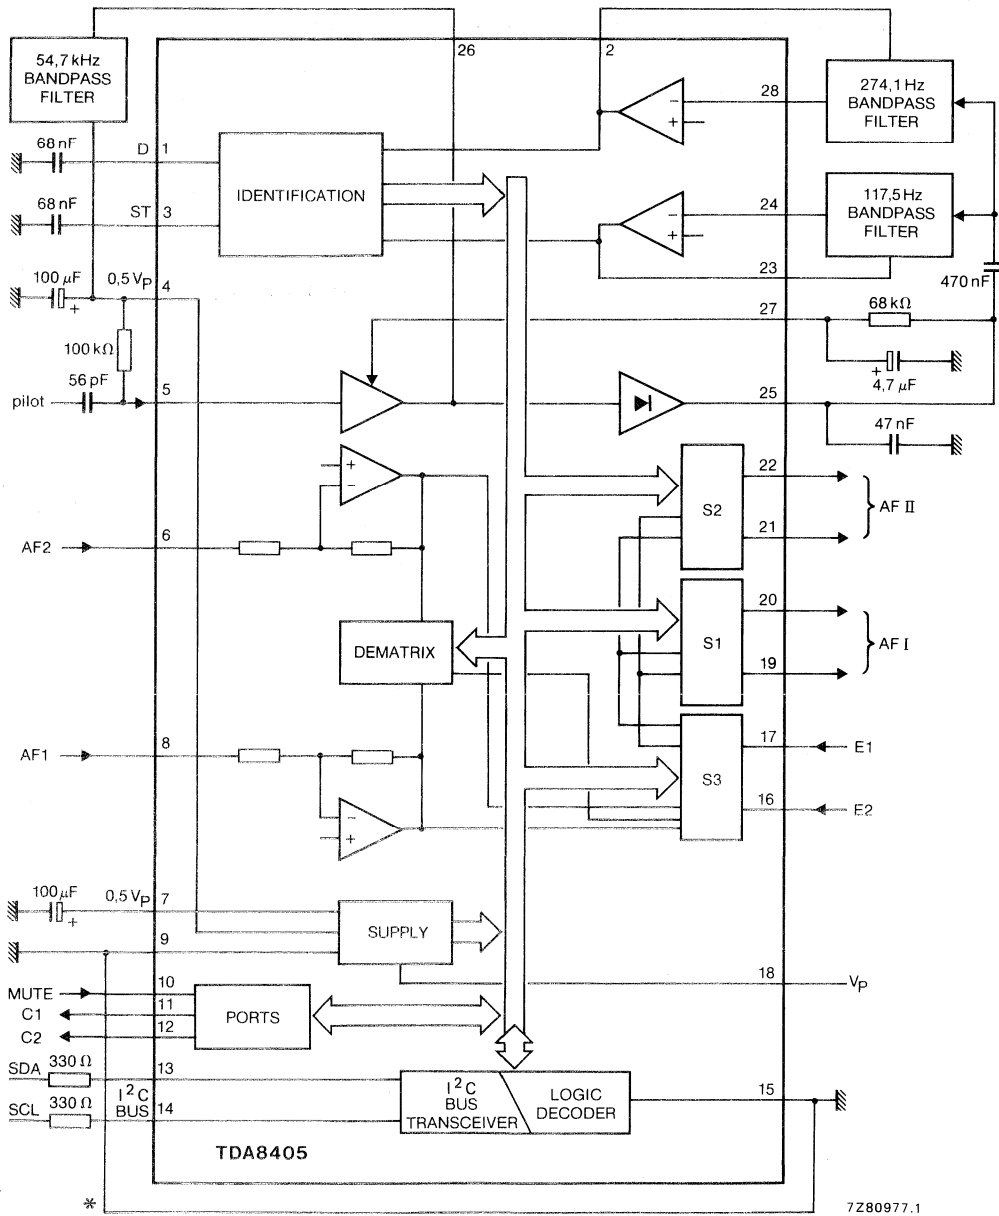 26
2
54,7 kHz
BANDPASS
FILTER
274,1 Hz
BANDPASS
FILTER
28
−
+
68 nF
D
1
IDENTIFICATION
117,5 Hz
BANDPASS
FILTER
24
−
+
68 nF
ST
3
23
470 nF
100 µF
+
0,5 VP
4
27
68 kΩ
100 kΩ
+
4,7 µF
56 pF
pilot
5
25
47 nF
+
−
22
S2
AF II
21
AF2
6
20
DEMATRIX
S1
AF I
19
AF1
8
17
E1
S3
−
+
16
E2
100 µF
+
0,5 VP
7
SUPPLY
9
18
VP
MUTE
10
C1
11
PORTS
C2
12
SDA
330 Ω
13
I2C
BUS
I2C
BUS
TRANSCEIVER
LOGIC
DECODER
15
SCL
330 Ω
14
TDA8405
*
7Z80977.1